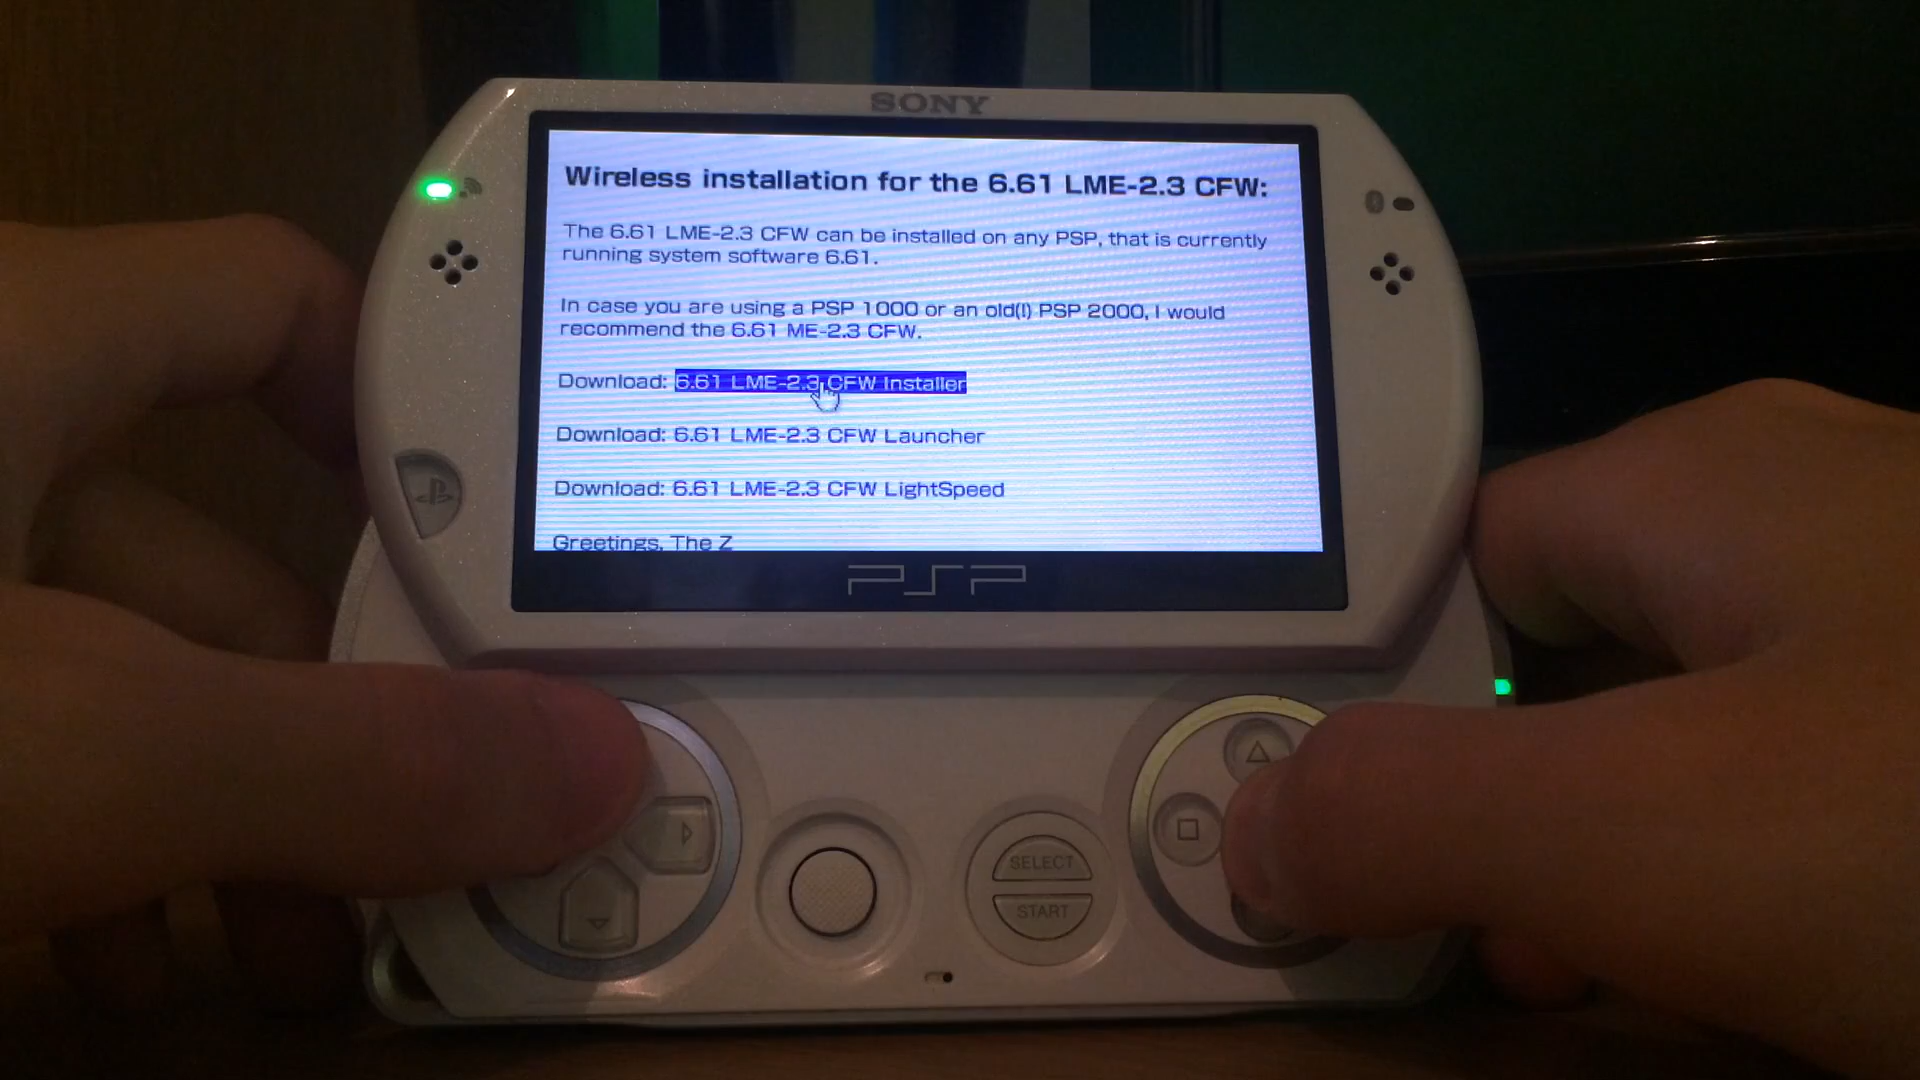 SONY
Wireless installation for the 6.61 LME-2.3 CFW:
The 6.61 LME-2.3 CFW can be installed on any PSP, that is currently
running system software 6.61.
In case you are using a PSP 1000 or an old(!) PSP 2000, I would
recommend the 6.61 ME-2.3 CFW.
Download: 6.61 LME-2.3 CFW Installer
Download: 6.61 LME-2.3 CFW Launcher
Download: 6.61 LME-2.3 CFW LightSpeed
Greetings, The Z
PSP
SELECT
START